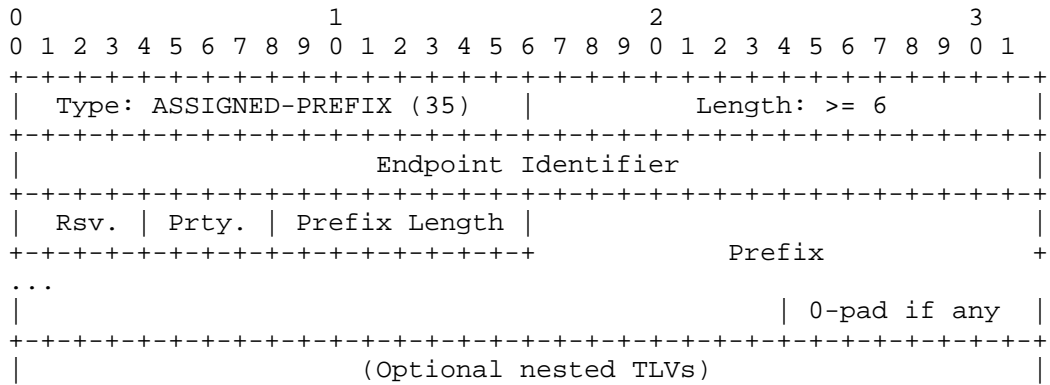 0                   1                   2                   3
0 1 2 3 4 5 6 7 8 9 0 1 2 3 4 5 6 7 8 9 0 1 2 3 4 5 6 7 8 9 0 1
+-+-+-+-+-+-+-+-+-+-+-+-+-+-+-+-+-+-+-+-+-+-+-+-+-+-+-+-+-+-+-+-+
|  Type: ASSIGNED-PREFIX (35)   |          Length: >= 6         |
+-+-+-+-+-+-+-+-+-+-+-+-+-+-+-+-+-+-+-+-+-+-+-+-+-+-+-+-+-+-+-+-+
|                      Endpoint Identifier                      |
+-+-+-+-+-+-+-+-+-+-+-+-+-+-+-+-+-+-+-+-+-+-+-+-+-+-+-+-+-+-+-+-+
|  Rsv. | Prty. | Prefix Length |                               |
+-+-+-+-+-+-+-+-+-+-+-+-+-+-+-+-+            Prefix             +
...
|                                               | 0-pad if any  |
+-+-+-+-+-+-+-+-+-+-+-+-+-+-+-+-+-+-+-+-+-+-+-+-+-+-+-+-+-+-+-+-+
|                     (Optional nested TLVs)                    |